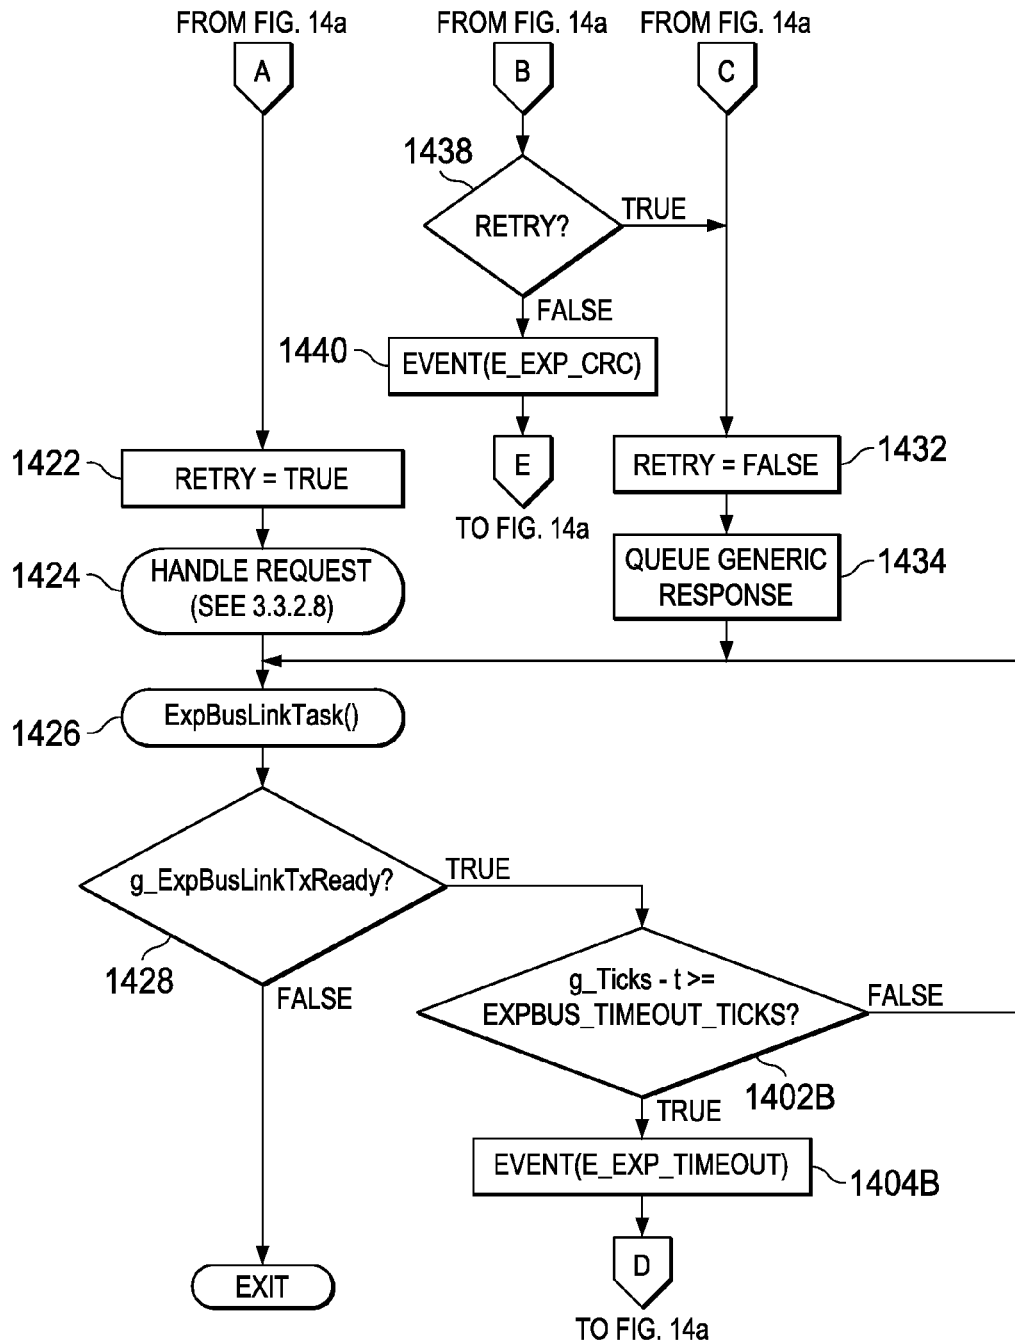 FROM FIG. 14a
FROM FIG. 14a
FROM FIG. 14a
A
B
C
1438
RETRY?
TRUE
FALSE
1440
EVENT(E_EXP_CRC)
1422
RETRY = TRUE
E
RETRY = FALSE
1432
TO FIG. 14a
1424
HANDLE REQUEST
(SEE 3.3.2.8)
QUEUE GENERIC
RESPONSE
1434
ExpBusLinkTask()
1426
g_ExpBusLinkTxReady?
TRUE
1428
FALSE
g_Ticks - t >=
EXPBUS_TIMEOUT_TICKS?
FALSE
1402B
TRUE
EVENT(E_EXP_TIMEOUT)
1404B
D
EXIT
TO FIG. 14a